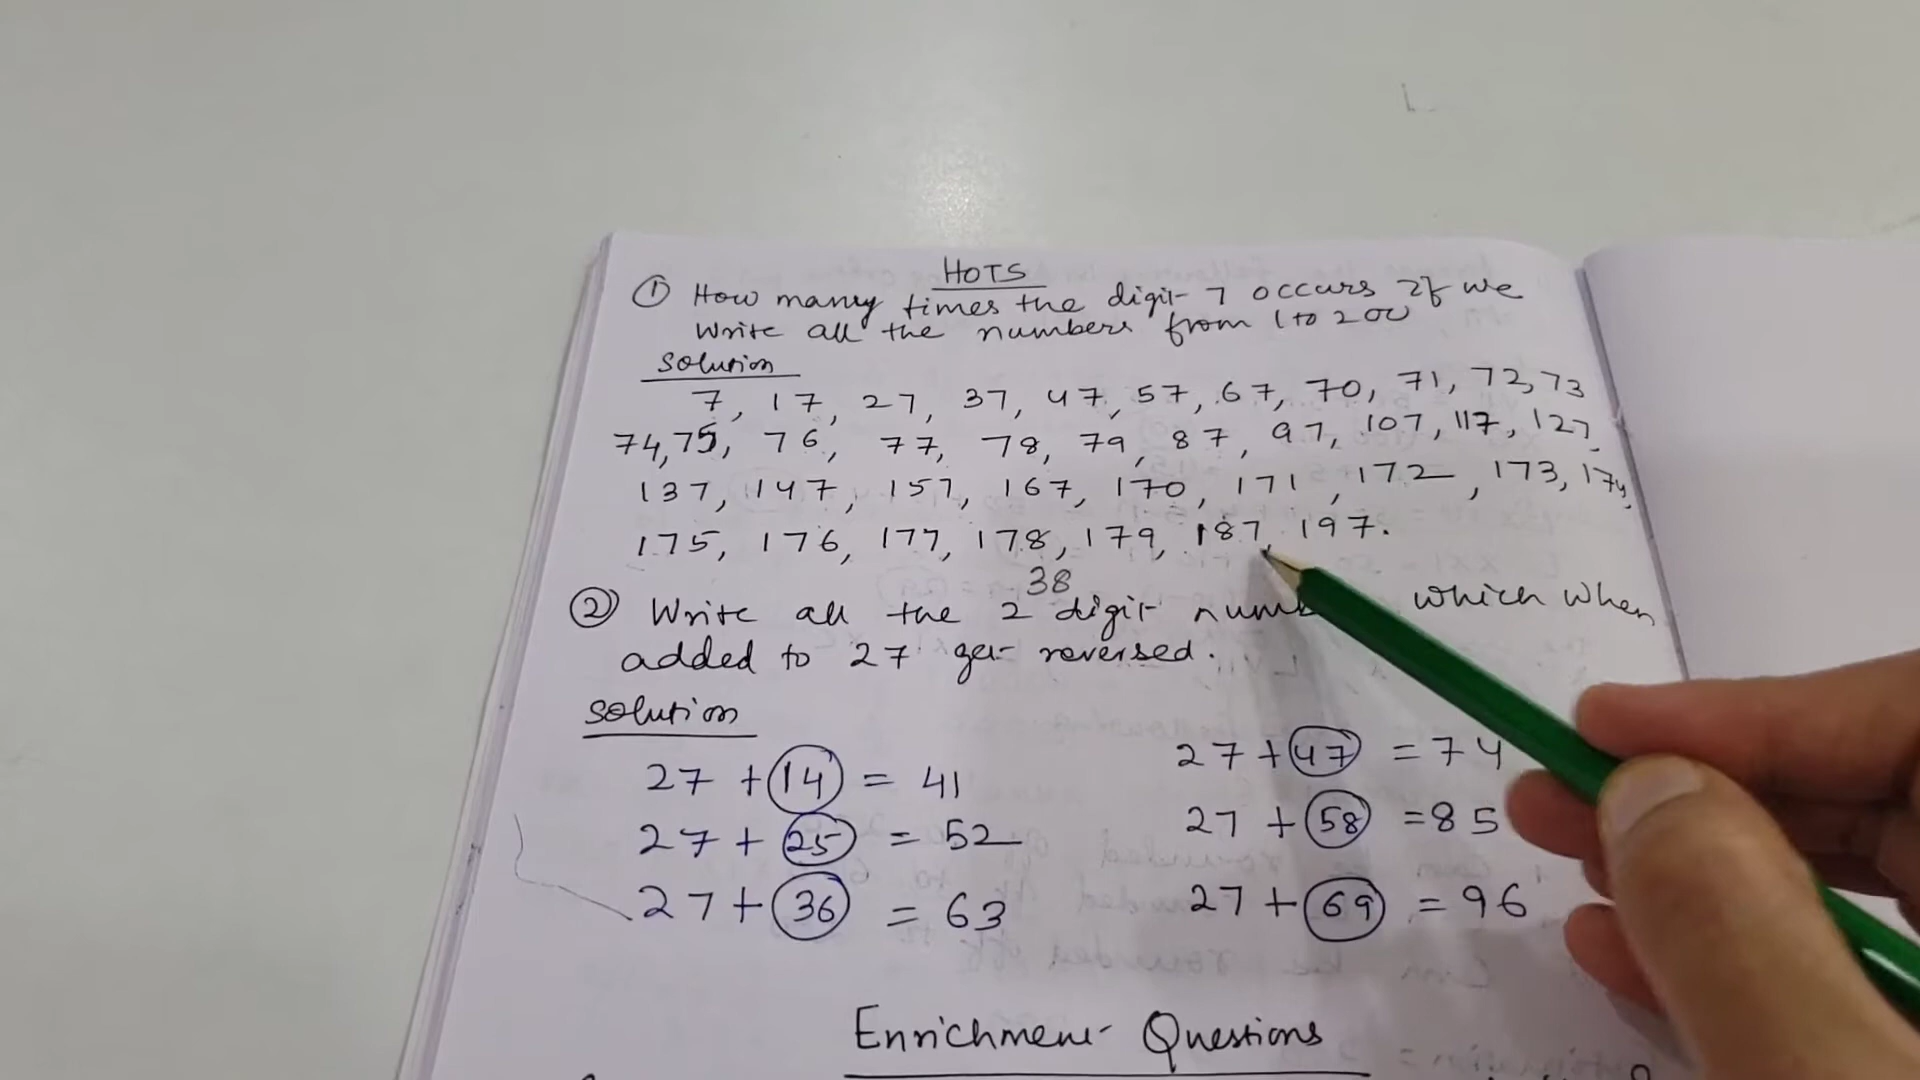 HOTS
① How many times the digit 7 occurs if we
write all the numbers from 1 to 200
Solution
7, 17, 27, 37, 47, 57, 67, 70, 71, 72, 73
74, 75, 76, 77, 78, 79, 87, 97, 107, 117, 127,
137, 147, 157, 167, 170, 171, 172, 173, 174,
175, 176, 177, 178, 179, 187, 197.
38
② Write all the 2 digit which when
added to 27 get reversed.
Solution
27 + 14 = 41
27 + 25 = 52
27 + 36 = 63
27 + 47 = 74
27 + 58 = 85
27 + 69 = 96
Enrichment Questions